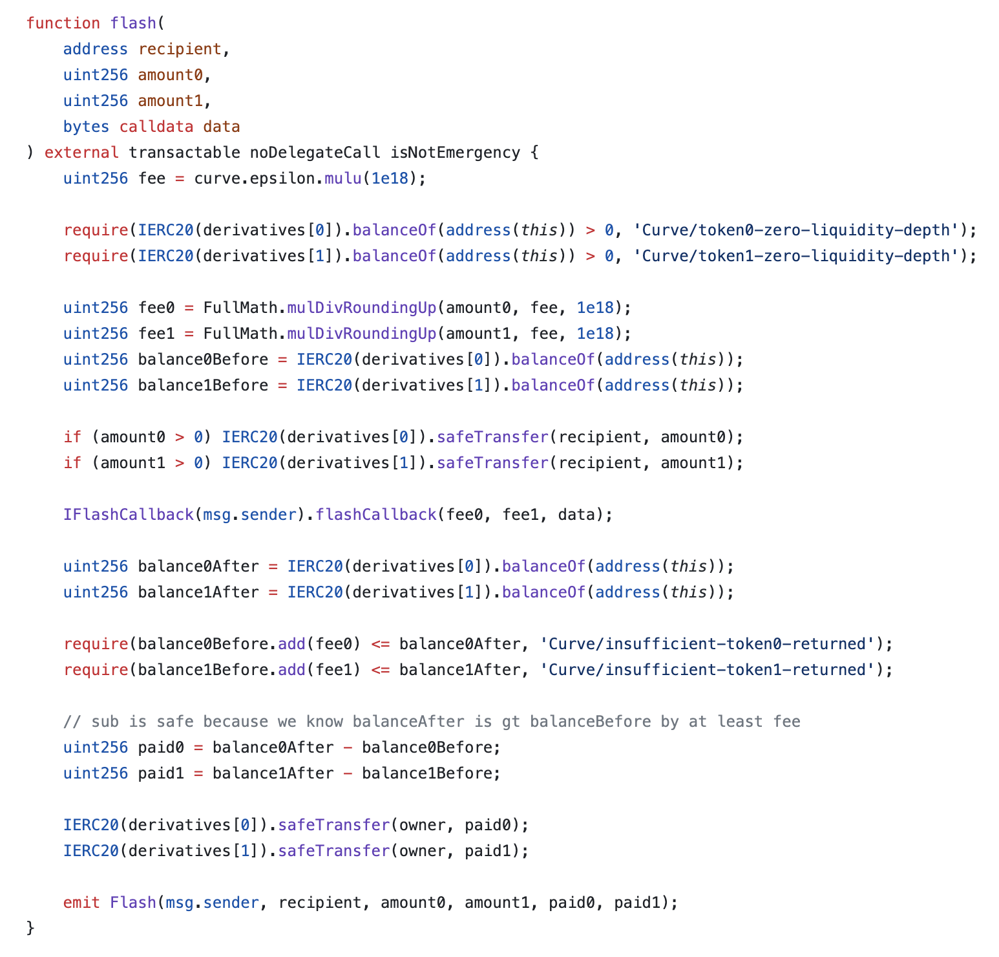 function flash(
    address recipient,
    uint256 amount0,
    uint256 amount1,
    bytes calldata data
) external transactable noDelegateCall isNotEmergency {
    uint256 fee = curve.epsilon.mulu(1e18);

    require(IERC20(derivatives[0]).balanceOf(address(this)) > 0, 'Curve/token0-zero-liquidity-depth');
    require(IERC20(derivatives[1]).balanceOf(address(this)) > 0, 'Curve/token1-zero-liquidity-depth');

    uint256 fee0 = FullMath.mulDivRoundingUp(amount0, fee, 1e18);
    uint256 fee1 = FullMath.mulDivRoundingUp(amount1, fee, 1e18);
    uint256 balance0Before = IERC20(derivatives[0]).balanceOf(address(this));
    uint256 balance1Before = IERC20(derivatives[1]).balanceOf(address(this));

    if (amount0 > 0) IERC20(derivatives[0]).safeTransfer(recipient, amount0);
    if (amount1 > 0) IERC20(derivatives[1]).safeTransfer(recipient, amount1);

    IFlashCallback(msg.sender).flashCallback(fee0, fee1, data);

    uint256 balance0After = IERC20(derivatives[0]).balanceOf(address(this));
    uint256 balance1After = IERC20(derivatives[1]).balanceOf(address(this));

    require(balance0Before.add(fee0) <= balance0After, 'Curve/insufficient-token0-returned');
    require(balance1Before.add(fee1) <= balance1After, 'Curve/insufficient-token1-returned');

    // sub is safe because we know balanceAfter is gt balanceBefore by at least fee
    uint256 paid0 = balance0After - balance0Before;
    uint256 paid1 = balance1After - balance1Before;

    IERC20(derivatives[0]).safeTransfer(owner, paid0);
    IERC20(derivatives[1]).safeTransfer(owner, paid1);

    emit Flash(msg.sender, recipient, amount0, amount1, paid0, paid1);
}